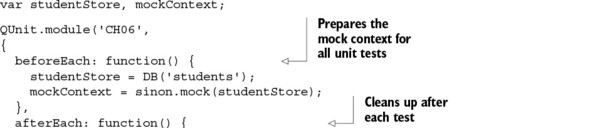 var studentStore, mockContext;
QUnit.module('CH06',
{
beforeEach: function() {
studentStore = DB('students');
mockContext = sinon.mock(studentStore);
},
afterEach: function() {
Prepares the
mock context for
all unit tests
Cleans up after
each test